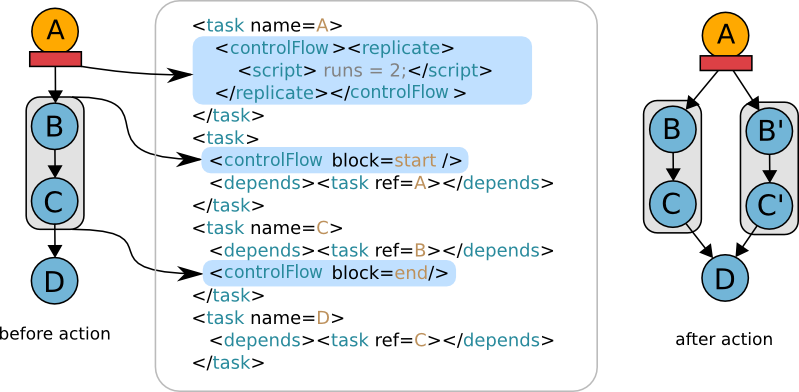 A
B
C
D
before action
<task name=A>
<controlFlow ><replicate>
<script> runs = 2;</script>
</replicate></controlFlow >
</task>
<task>
<controlFlow block=start />
<depends><task ref=A></depends>
</task>
<task name=C>
<depends><task ref=B></depends>
<controlFlow block=end/>
</task>
<task name=D>
<depends><task ref=C></depends>
</task>
A
B B'
C C'
D
after action